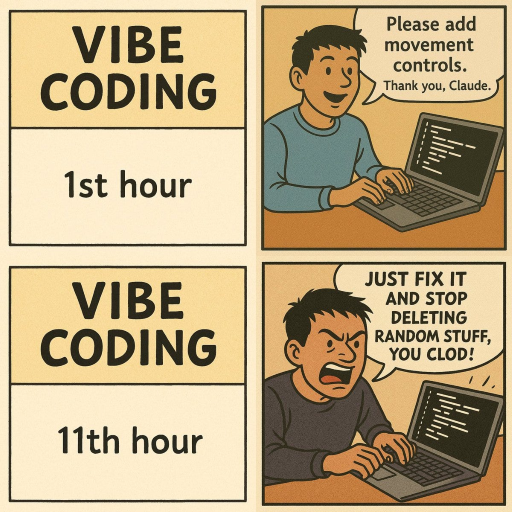 VIBE
CODING
1st hour
Please add
movement
controls.
Thank you, Claude.
VIBE
CODING
11th hour
JUST FIX IT
AND STOP
DELETING
RANDOM STUFF,
YOU CLOD!